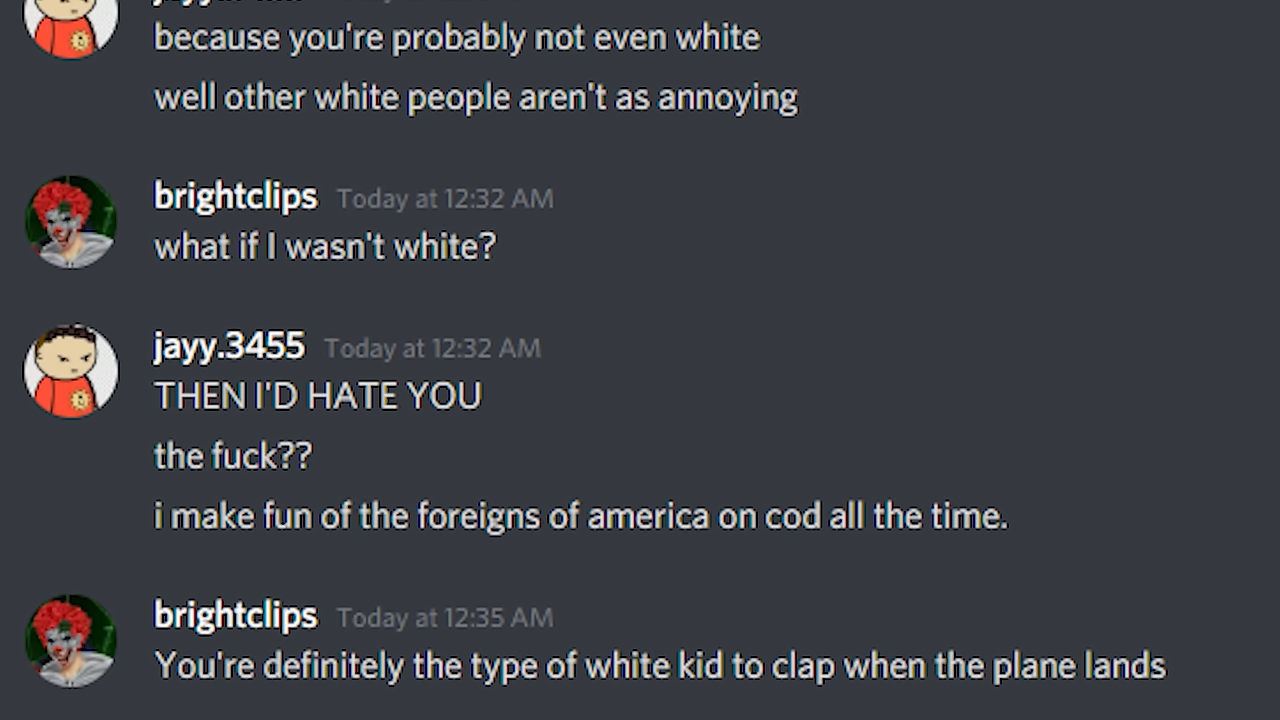 because you're probably not even white
well other white people aren't as annoying
brightclips Today at 12:32 AM
what if I wasn't white?
jayy.3455 Today at 12:32 AM
THEN I'D HATE YOU
the fuck??
i make fun of the foreigns of america on cod all the time.
brightclips Today at 12:35 AM
You're definitely the type of white kid to clap when the plane lands